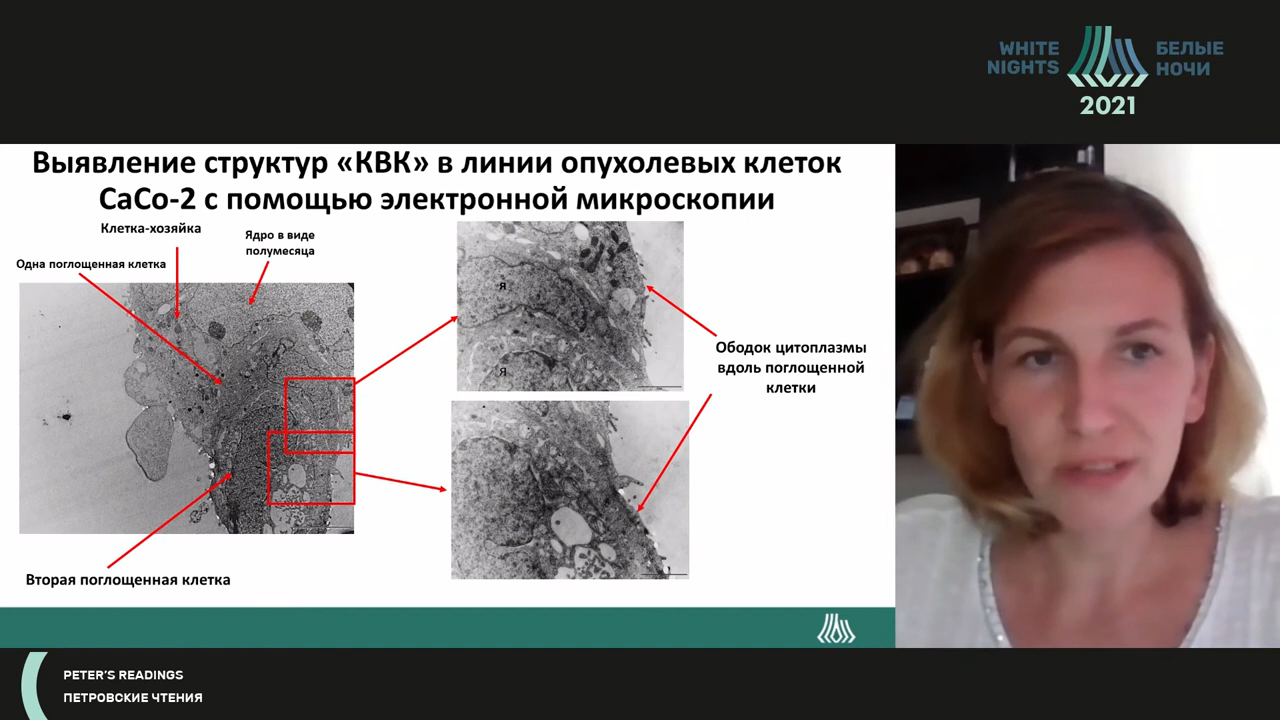 WHITE
NIGHTS
БЕЛЫЕ
НОЧИ
2021
Выявление структур «КВК» в линии опухолевых клеток
CaCo-2 с помощью электронной микроскопии
Клетка-хозяйка
Ядро в виде
полумесяца
Одна поглощенная клетка
я
я
Ободок цитоплазмы
вдоль поглощенной
клетки
Вторая поглощенная клетка
PETER'S READINGS
ПЕТРОВСКИЕ ЧТЕНИЯ